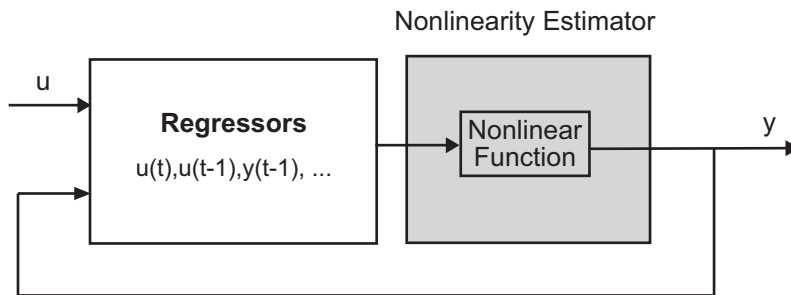 Nonlinearity Estimator
u
Regressors
u(t),u(t-1),y(t-1), ...
Nonlinear
Function
y